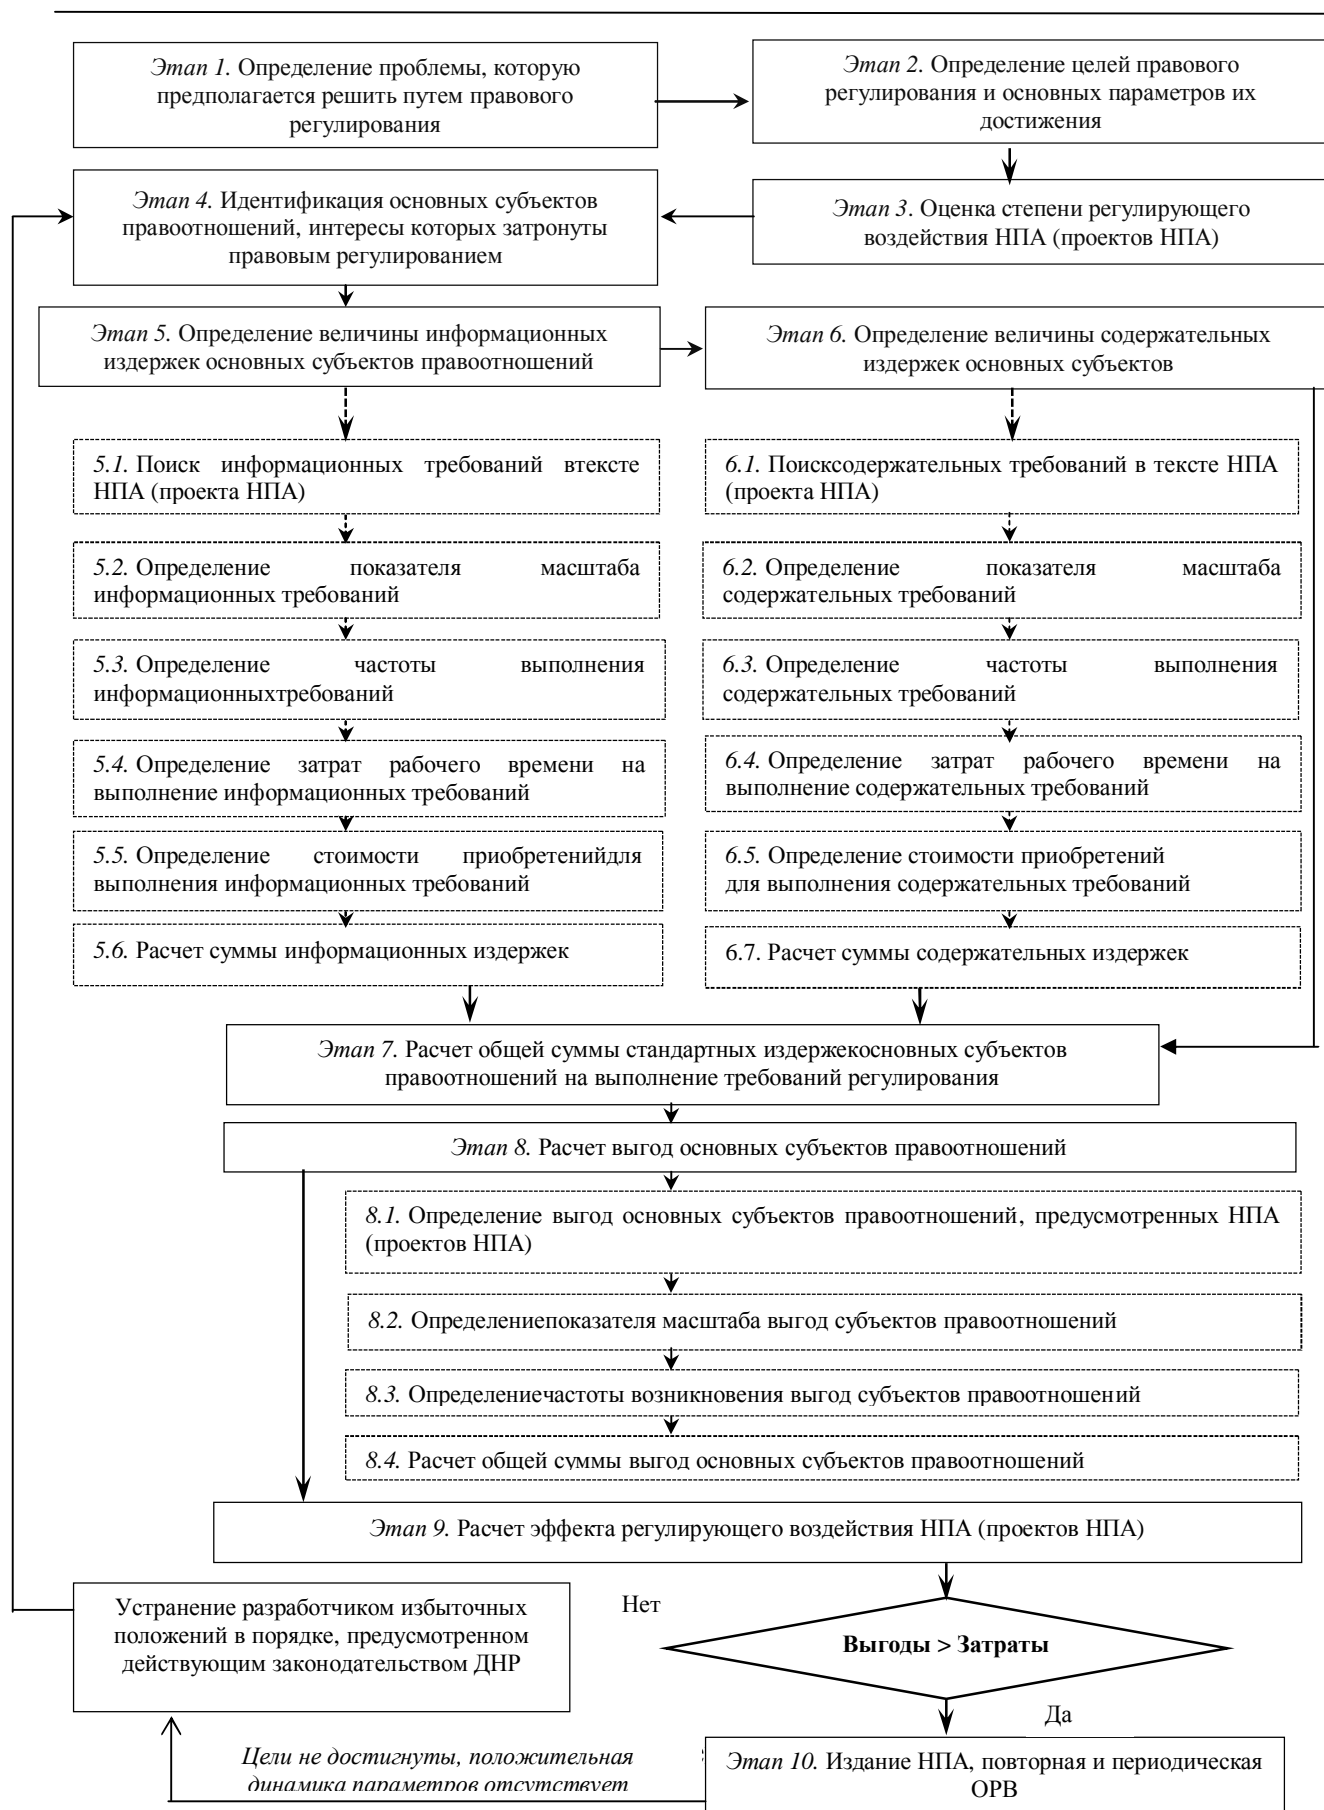 Этап 1. Определение проблемы, которую
предполагается решить путем правового
регулирования
Этап 2. Определение целей правового
регулирования и основных параметров их
достижения
Этап 4. Идентификация основных субъектов
правоотношений, интересы которых затронуты
правовым регулированием
Этап 3. Оценка степени регулирующего
воздействия НПА (проектов НПА)
Этап 5. Определение величины информационных
издержек основных субъектов правоотношений
Этап 6. Определение величины содержательных
издержек основных субъектов
5.1. Поиск информационных требований втексте
НПА (проекта НПА)
6.1. Поисксодержательных требований в тексте НПА
(проекта НПА)
5.2. Определение показателя масштаба
информационных требований
6.2. Определение показателя масштаба
содержательных требований
5.3. Определение частоты выполнения
информационныхтребований
6.3. Определение частоты выполнения
содержательных требований
5.4. Определение затрат рабочего времени на
выполнение информационных требований
6.4. Определение затрат рабочего времени на
выполнение содержательных требований
5.5. Определение стоимости приобретенийдля
выполнения информационных требований
6.5. Определение стоимости приобретений
для выполнения содержательных требований
5.6. Расчет суммы информационных издержек
6.7. Расчет суммы содержательных издержек
Этап 7. Расчет общей суммы стандартных издержекосновных субъектов
правоотношений на выполнение требований регулирования
Этап 8. Расчет выгод основных субъектов правоотношений
8.1. Определение выгод основных субъектов правоотношений, предусмотренных НПА
(проектов НПА)
8.2. Определениепоказателя масштаба выгод субъектов правоотношений
8.3. Определениечастоты возникновения выгод субъектов правоотношений
8.4. Расчет общей суммы выгод основных субъектов правоотношений
Этап 9. Расчет эффекта регулирующего воздействия НПА (проектов НПА)
Устранение разработчиком избыточных
положений в порядке, предусмотренном
действующим законодательством ДНР
Нет
Выгоды > Затраты
Да
Цели не достигнуты, положительная
динамика параметров отсутствует
Этап 10. Издание НПА, повторная и периодическая
ОРВ